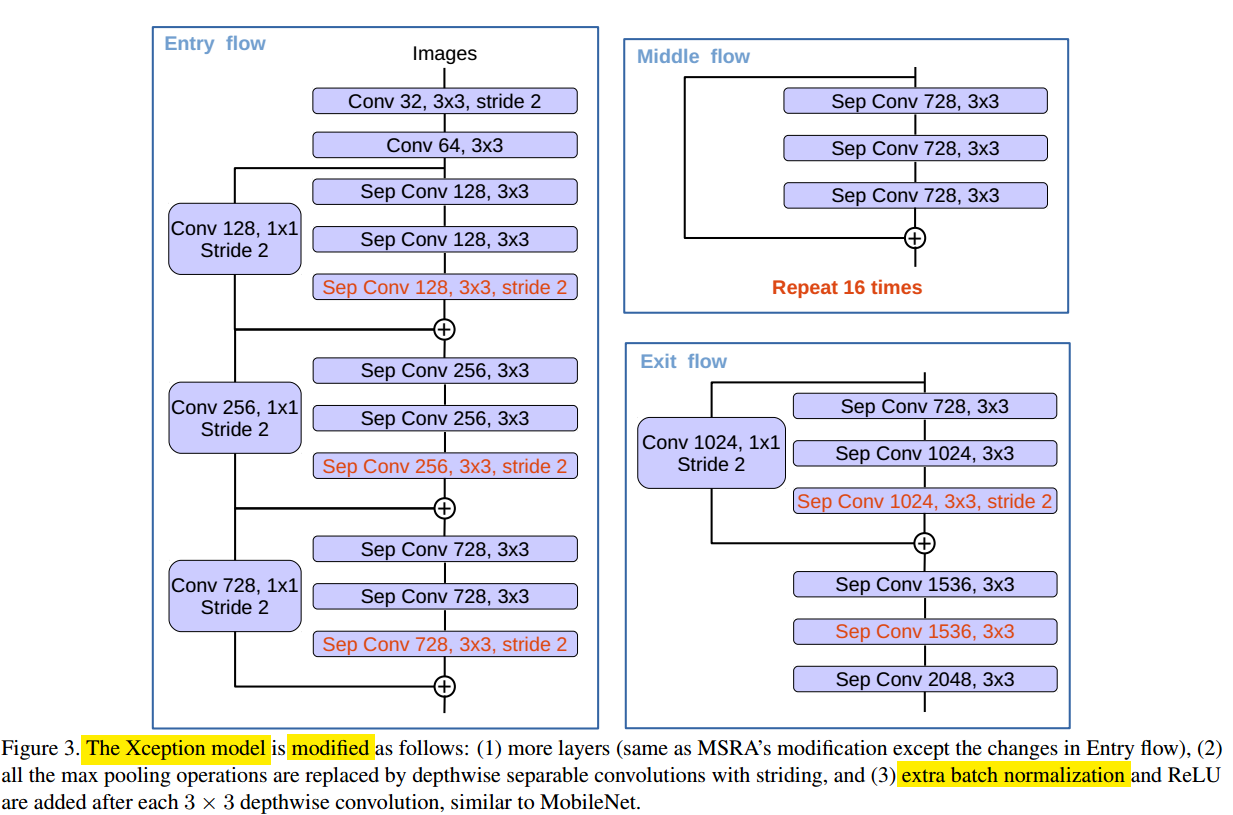 Entry flow
Images
Conv 32, 3x3, stride 2
Conv 64, 3x3
Sep Conv 128, 3x3
Conv 128, 1x1
Stride 2
Sep Conv 128, 3x3
Sep Conv 128, 3x3, stride 2
Sep Conv 256, 3x3
Conv 256, 1x1
Stride 2
Sep Conv 256, 3x3
Sep Conv 256, 3x3, stride 2
Sep Conv 728, 3x3
Conv 728, 1x1
Stride 2
Sep Conv 728, 3x3
Sep Conv 728, 3x3, stride 2
Middle flow
Sep Conv 728, 3x3
Sep Conv 728, 3x3
Sep Conv 728, 3x3
Repeat 16 times
Exit flow
Sep Conv 728, 3x3
Conv 1024, 1x1
Stride 2
Sep Conv 1024, 3x3
Sep Conv 1024, 3x3, stride 2
Sep Conv 1536, 3x3
Sep Conv 1536, 3x3
Sep Conv 2048, 3x3
Figure 3. The Xception model is modified as follows: (1) more layers (same as MSRA’s modification except the changes in Entry flow), (2)
all the max pooling operations are replaced by depthwise separable convolutions with striding, and (3) extra batch normalization and ReLU
are added after each 3 × 3 depthwise convolution, similar to MobileNet.